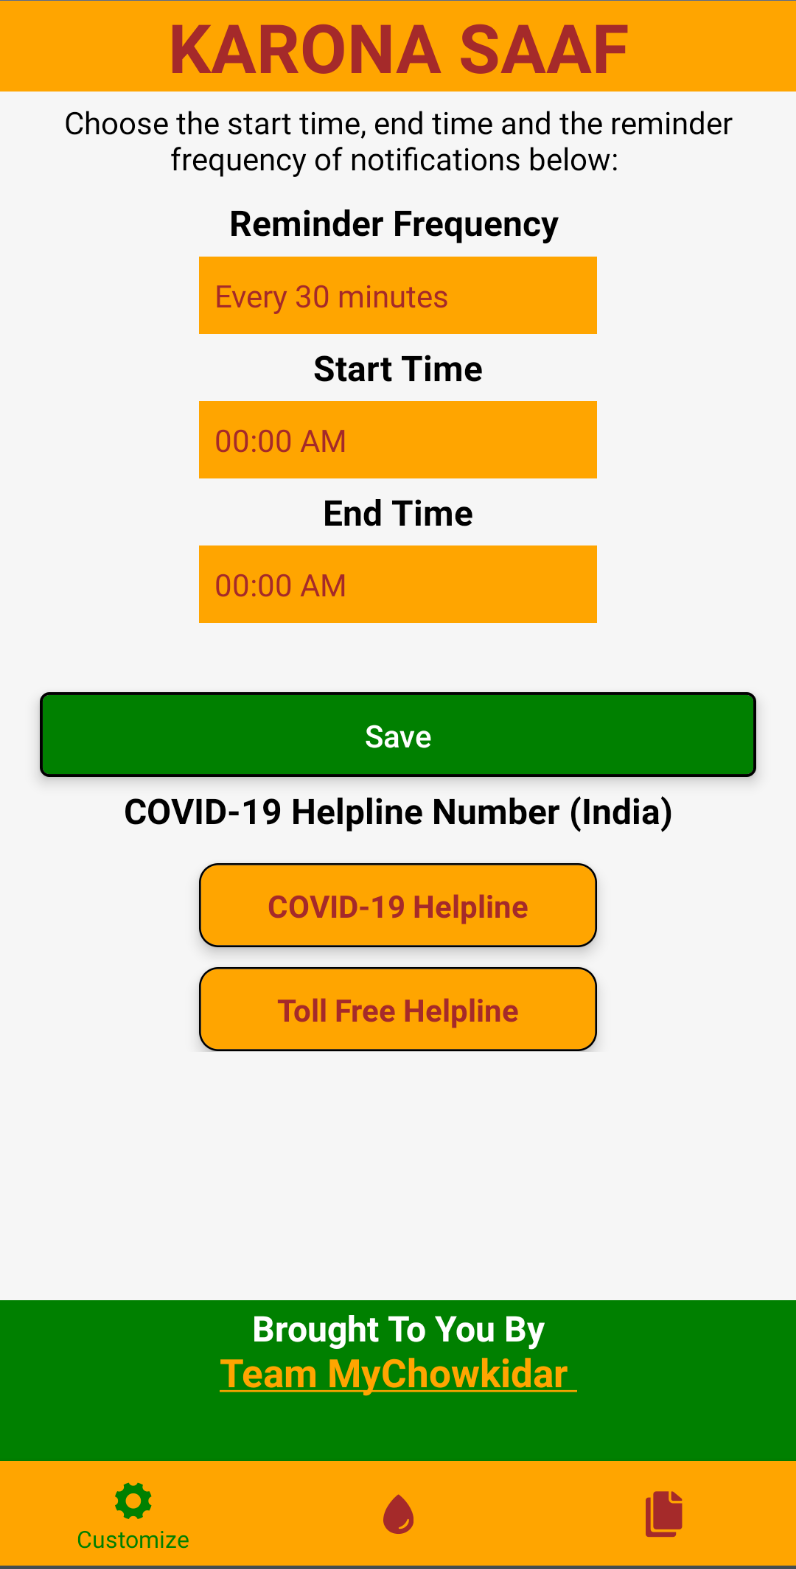 KARONA SAAF
Choose the start time, end time and the reminder
frequency of notifications below:
Reminder Frequency
Every 30 minutes
Start Time
00:00 AM
End Time
00:00 AM
Save
COVID-19 Helpline Number (India)
COVID-19 Helpline
Toll Free Helpline
Brought To You By
Team MyChowkidar
Customize